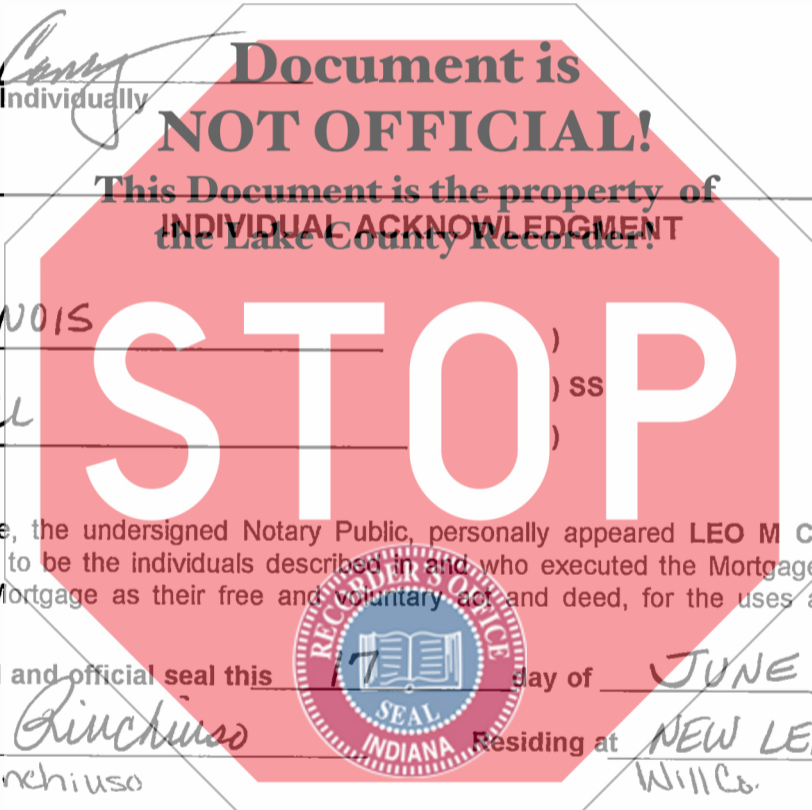 Document is
Individually
NOT OFFICIAL!
This Document is the property of
INDIVIDUAL ACKNOWLEDGMENT
the Lake County Recorder!
NOIS
)
STOP
) SS
)
e, the undersigned Notary Public, personally appeared LEO M C
to be the individuals described in and who executed the Mortgage
Mortgage as their free and voluntary act and deed, for the uses
RECORDER'S OFFICE
and official seal this 17 day of JUNE
SEAL
INDIANA
Rinchiuso Residing at NEW LE
nchiuso Will Co.